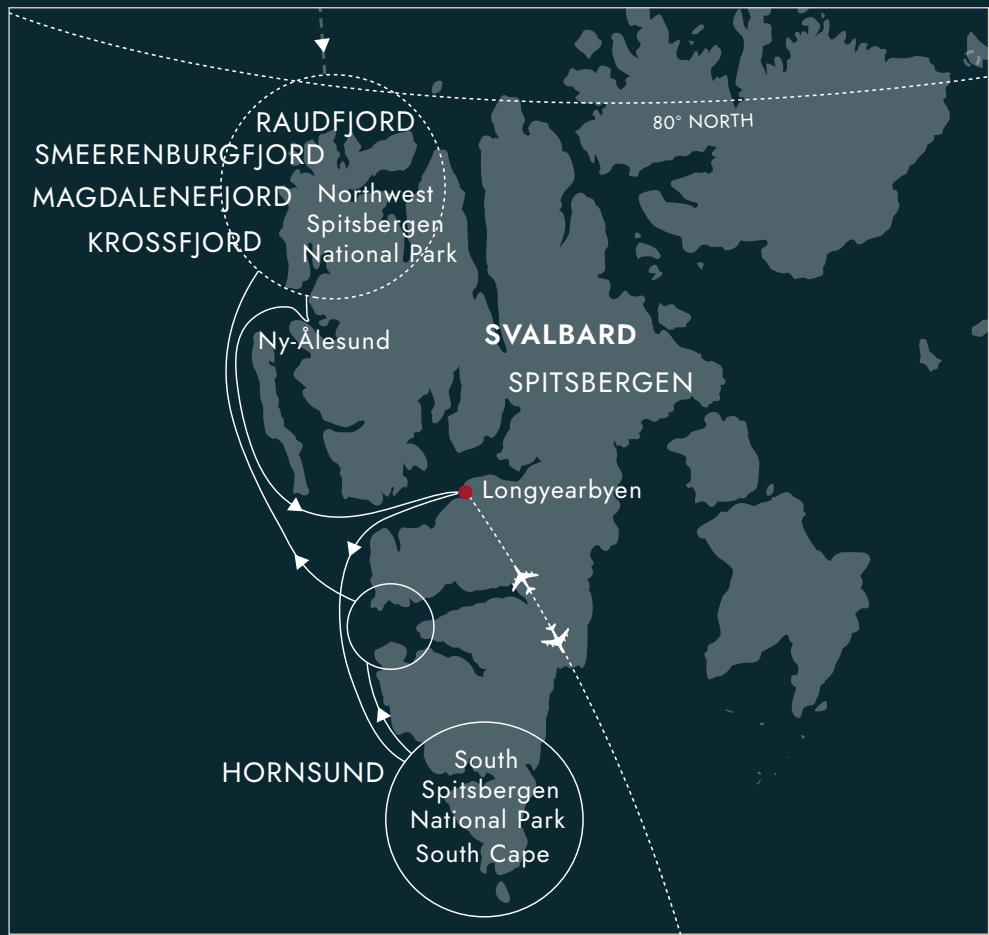 80° NORTH
RAUDFJORD
SMEERENBURGFJORD
MAGDALENEFJORD
Northwest
Spitsbergen
National Park
KROSSFJORD
Ny-Ålesund
SVALBARD
SPITSBERGEN
Longyearbyen
HORNSUND
South
Spitsbergen
National Park
South Cape